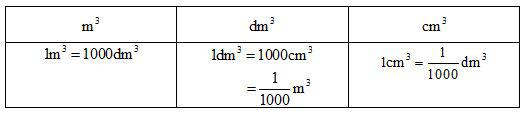 m³ dm³ cm³
1m³ = 1000dm³ 1dm³ = 1000cm³ 1cm³ = 1/1000 dm³
= 1/1000 m³